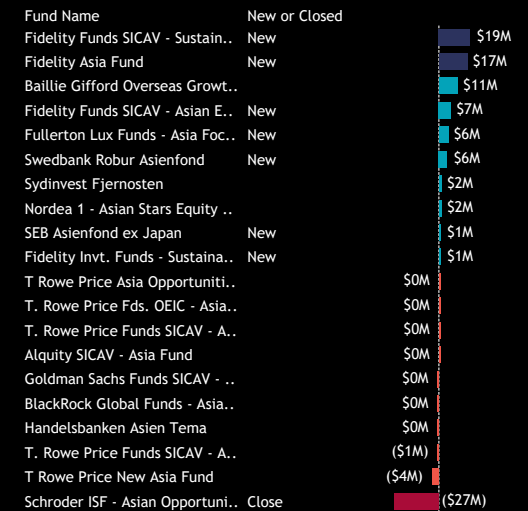 Fund Name New or Closed
Fidelity Funds SICAV - Sustain.. New $19M
Fidelity Asia Fund New $17M
Baillie Gifford Overseas Growt.. $11M
Fidelity Funds SICAV - Asian E.. New $7M
Fullerton Lux Funds - Asia Foc.. New $6M
Swedbank Robur Asienfond New $6M
Sydinvest Fjernosten $2M
Nordea 1 - Asian Stars Equity .. $2M
SEB Asienfond ex Japan New $1M
Fidelity Invt. Funds - Sustaina.. New $1M
T Rowe Price Asia Opportuniti.. $0M
T. Rowe Price Fds. OEIC - Asia.. $0M
T. Rowe Price Funds SICAV - A.. $0M
Alquity SICAV - Asia Fund $0M
Goldman Sachs Funds SICAV - .. $0M
BlackRock Global Funds - Asia.. $0M
Handelsbanken Asien Tema $0M
T. Rowe Price Funds SICAV - A.. ($1M)
T Rowe Price New Asia Fund ($4M)
Schroder ISF - Asian Opportuni.. Close ($27M)